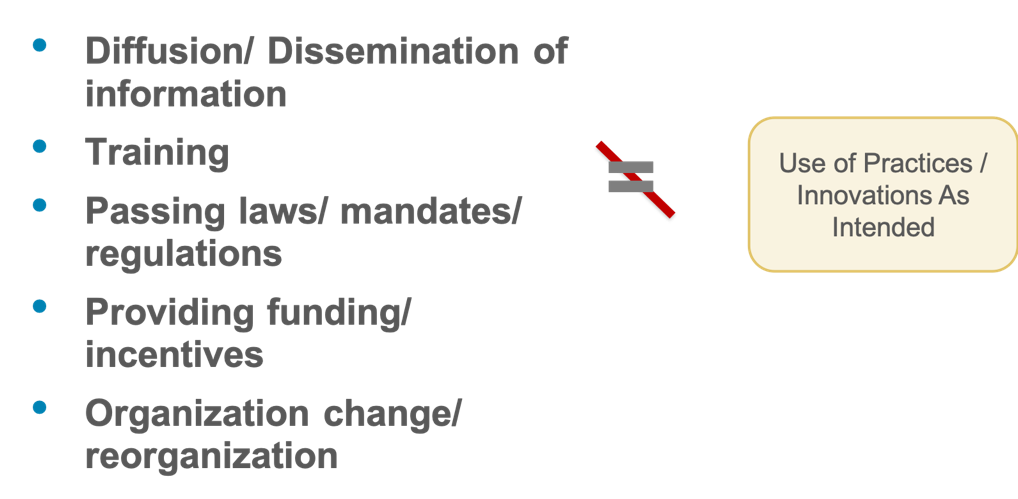 • Diffusion/ Dissemination of
information
• Training
• Passing laws/ mandates/
regulations
• Providing funding/
incentives
• Organization change/
reorganization
=
Use of Practices /
Innovations As
Intended